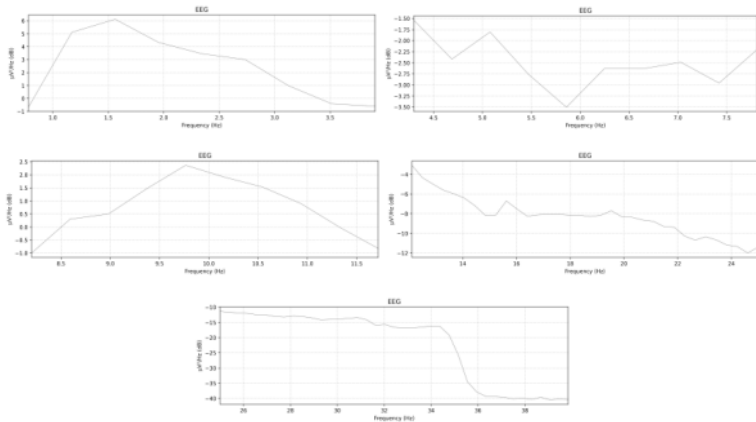 EEG
μV²/Hz (dB)
6
5
4
3
2
1
0
−1
1.0 1.5 2.0 2.5 3.0 3.5
Frequency (Hz)
EEG
μV²/Hz (dB)
−1.50
−1.75
−2.00
−2.25
−2.50
−2.75
−3.00
−3.25
−3.50
4.5 5.0 5.5 6.0 6.5 7.0 7.5
Frequency (Hz)
EEG
μV²/Hz (dB)
2.5
2.0
1.5
1.0
0.5
0.0
−0.5
−1.0
8.5 9.0 9.5 10.0 10.5 11.0 11.5
Frequency (Hz)
EEG
μV²/Hz (dB)
−4
−6
−8
−10
−12
14 16 18 20 22 24
Frequency (Hz)
EEG
μV²/Hz (dB)
−10
−15
−20
−25
−30
−35
−40
26 28 30 32 34 36 38
Frequency (Hz)